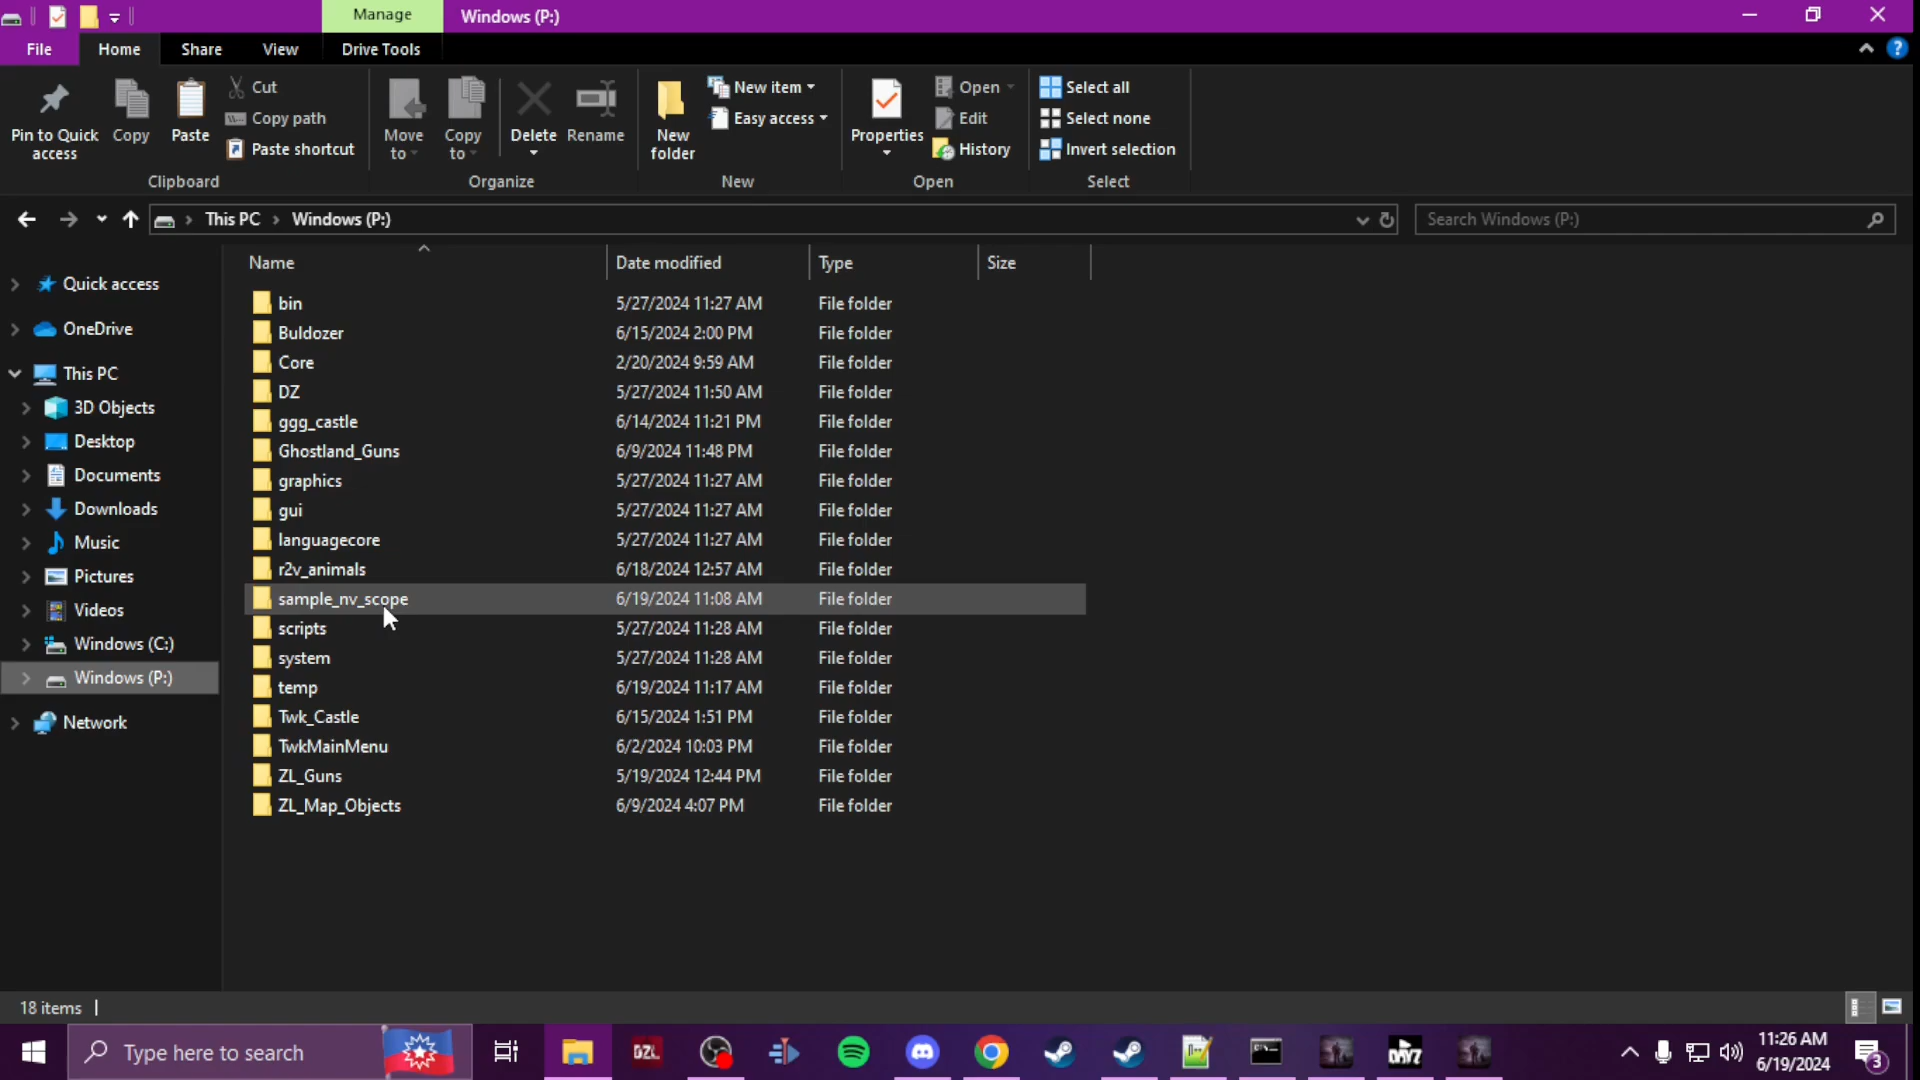 Manage
Windows (P:)
File
Home
Share
View
Drive Tools
Pin to Quick access
Copy
Paste
Cut
Copy path
Paste shortcut
Move to
Copy to
Delete
Rename
New folder
New item
Easy access
Properties
Open
Edit
History
Select all
Select none
Invert selection
Clipboard
Organize
New
Open
Select
This PC
Windows (P:)
Search Windows (P:)
Name
Date modified
Type
Size
Quick access
OneDrive
This PC
3D Objects
Desktop
Documents
Downloads
Music
Pictures
Videos
Windows (C:)
Windows (P:)
Network
bin 5/27/2024 11:27 AM File folder
Buldozer 6/15/2024 2:00 PM File folder
Core 2/20/2024 9:59 AM File folder
DZ 5/27/2024 11:50 AM File folder
ggg_castle 6/14/2024 11:21 PM File folder
Ghostland_Guns 6/9/2024 11:48 PM File folder
graphics 5/27/2024 11:27 AM File folder
gui 5/27/2024 11:27 AM File folder
languagecore 5/27/2024 11:27 AM File folder
r2v_animals 6/18/2024 12:57 AM File folder
sample_nv_scope 6/19/2024 11:08 AM File folder
scripts 5/27/2024 11:28 AM File folder
system 5/27/2024 11:28 AM File folder
temp 6/19/2024 11:17 AM File folder
Twk_Castle 6/15/2024 1:51 PM File folder
TwkMainMenu 6/2/2024 10:03 PM File folder
ZL_Guns 5/19/2024 12:44 PM File folder
ZL_Map_Objects 6/9/2024 4:07 PM File folder
18 items
Type here to search
DZL
DAYZ
11:26 AM
6/19/2024
3